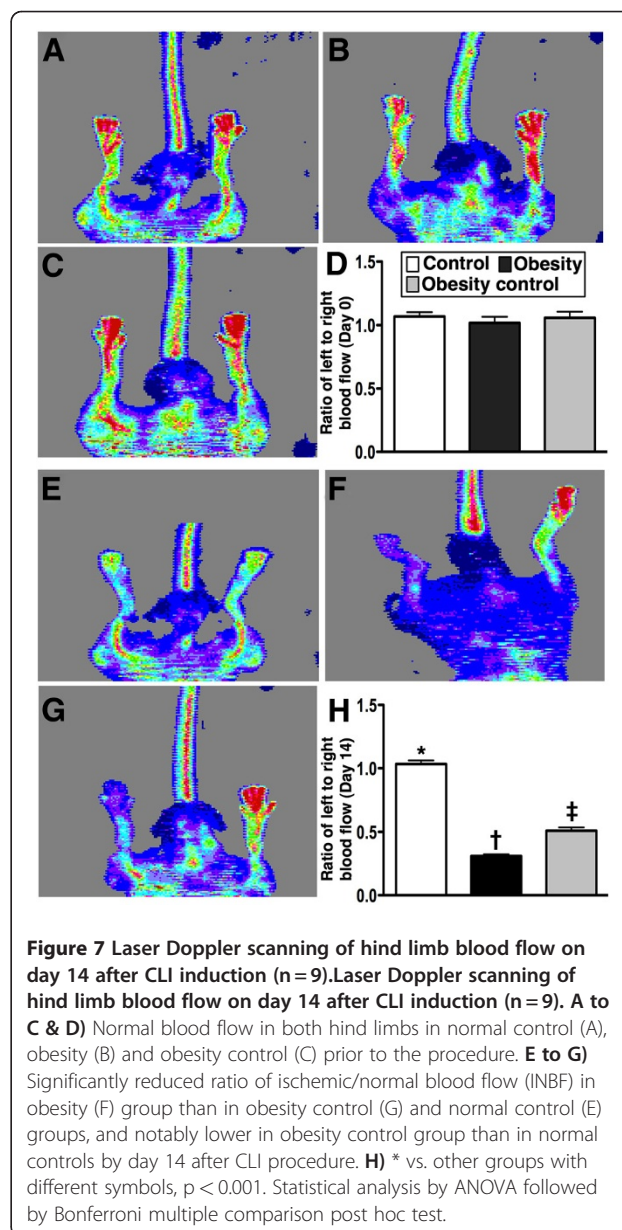 A
B
C
D
Control Obesity
Obesity control
Ratio of left to right
blood flow (Day 0)
1.5
1.0
0.5
0.0
E
F
G
H
Ratio of left to right
blood flow (Day 14)
1.5
1.0
0.5
0.0
*
†
‡
Figure 7 Laser Doppler scanning of hind limb blood flow on
day 14 after CLI induction (n = 9).Laser Doppler scanning of
hind limb blood flow on day 14 after CLI induction (n = 9). A to
C & D) Normal blood flow in both hind limbs in normal control (A),
obesity (B) and obesity control (C) prior to the procedure. E to G)
Significantly reduced ratio of ischemic/normal blood flow (INBF) in
obesity (F) group than in obesity control (G) and normal control (E)
groups, and notably lower in obesity control group than in normal
controls by day 14 after CLI procedure. H) * vs. other groups with
different symbols, p < 0.001. Statistical analysis by ANOVA followed
by Bonferroni multiple comparison post hoc test.